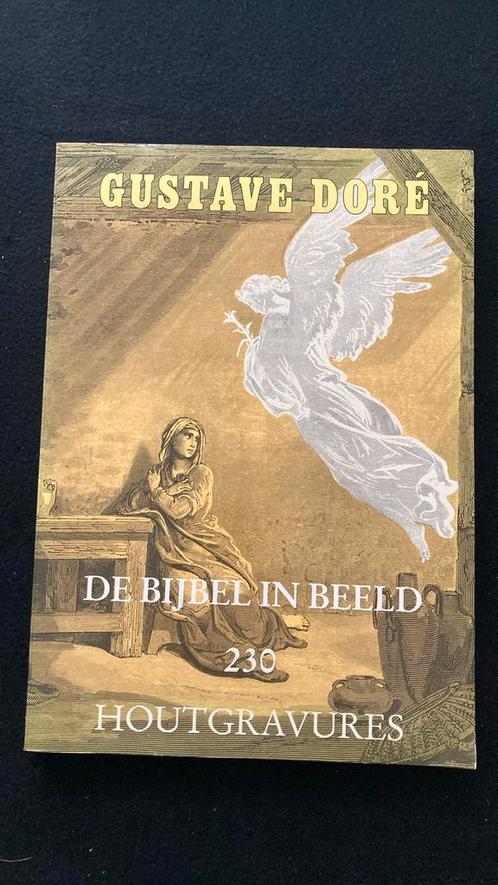 GUSTAVE DORÉ
DE BIJBEL IN BEELD
230
HOUTGRAVURES